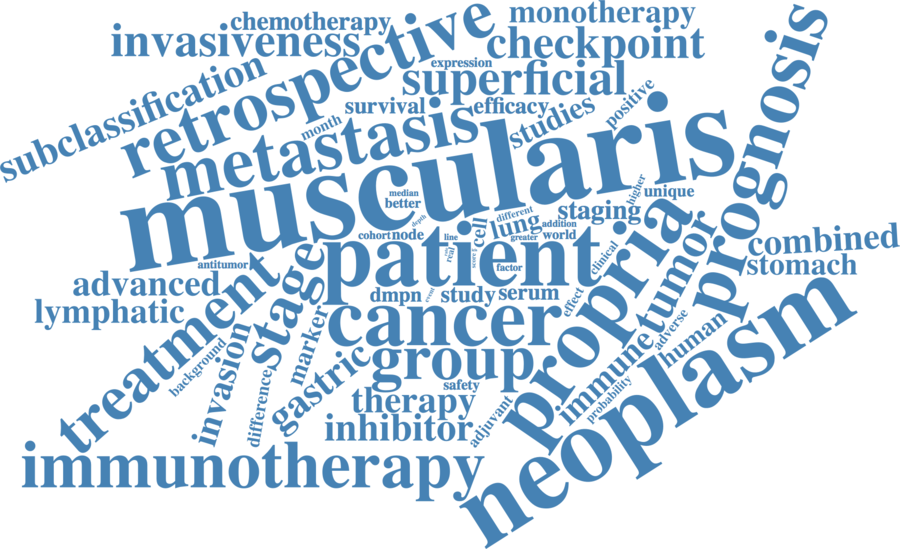 chemotherapy
monotherapy
invasiveness
retrospective
checkpoint
expression
superficial
subclassification
survival
efficacy
positive
month
metastasis
studies
prognosis
muscularis
median
better
higher
unique
different
staging
depth
lung
addition
cohort
node
line
cell
greater
world
real
patient
propria
antitumor
factor
clinical
combined
stomach
advanced
lymphatic
treatment
stage
dmpn
event
study
serum
effect
tumor
marker
cancer
immune
adverse
human
background
invasion
difference
gastric
group
safety
therapy
inhibitor
adjuvant
probability
neoplasm
immunotherapy